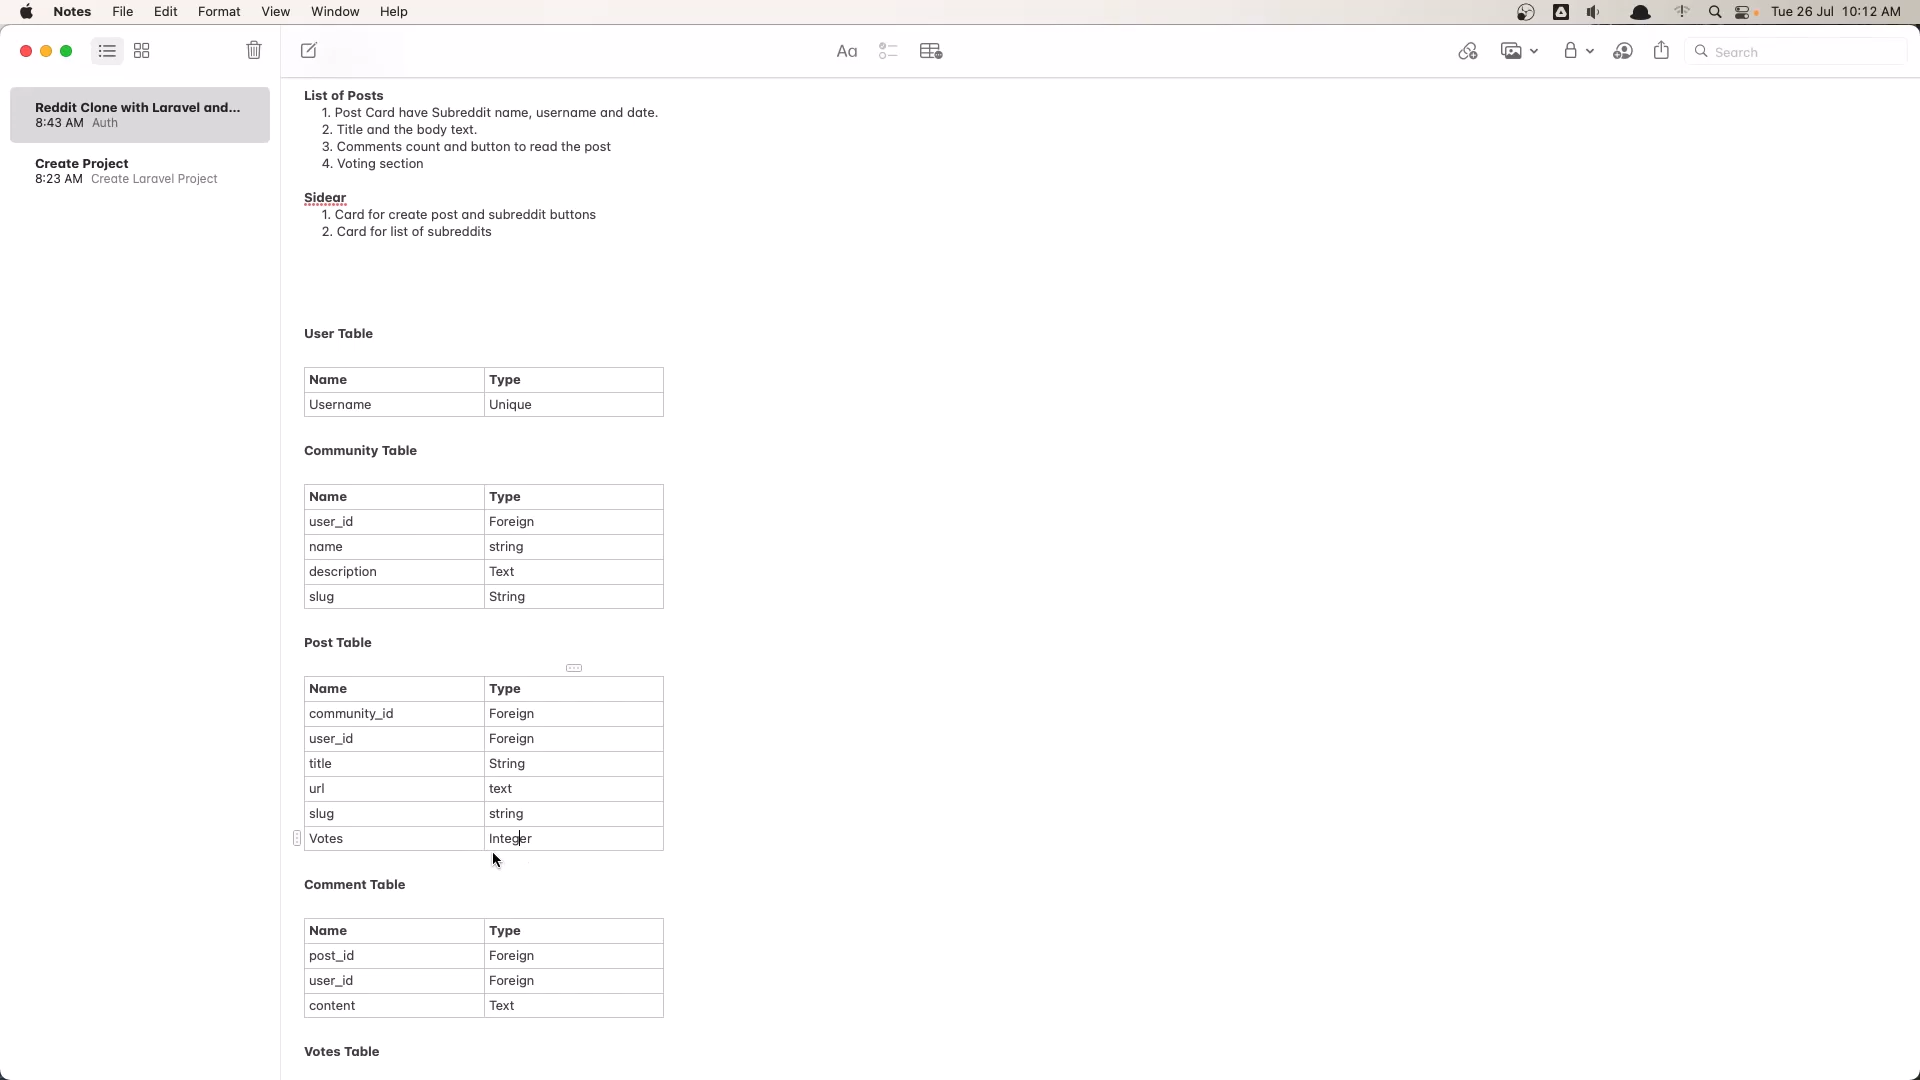 Notes File Edit Format View Window Help Tue 26 Jul 10:12 AM
Search
Reddit Clone with Laravel and...
8:43 AM Auth
Create Project
8:23 AM Create Laravel Project
Aa
List of Posts
1. Post Card have Subreddit name, username and date.
2. Title and the body text.
3. Comments count and button to read the post
4. Voting section
Sidear
1. Card for create post and subreddit buttons
2. Card for list of subreddits
User Table
Name Type
Username Unique
Community Table
Name Type
user_id Foreign
name string
description Text
slug String
Post Table
Name Type
community_id Foreign
user_id Foreign
title String
url text
slug string
Votes Integer
Comment Table
Name Type
post_id Foreign
user_id Foreign
content Text
Votes Table